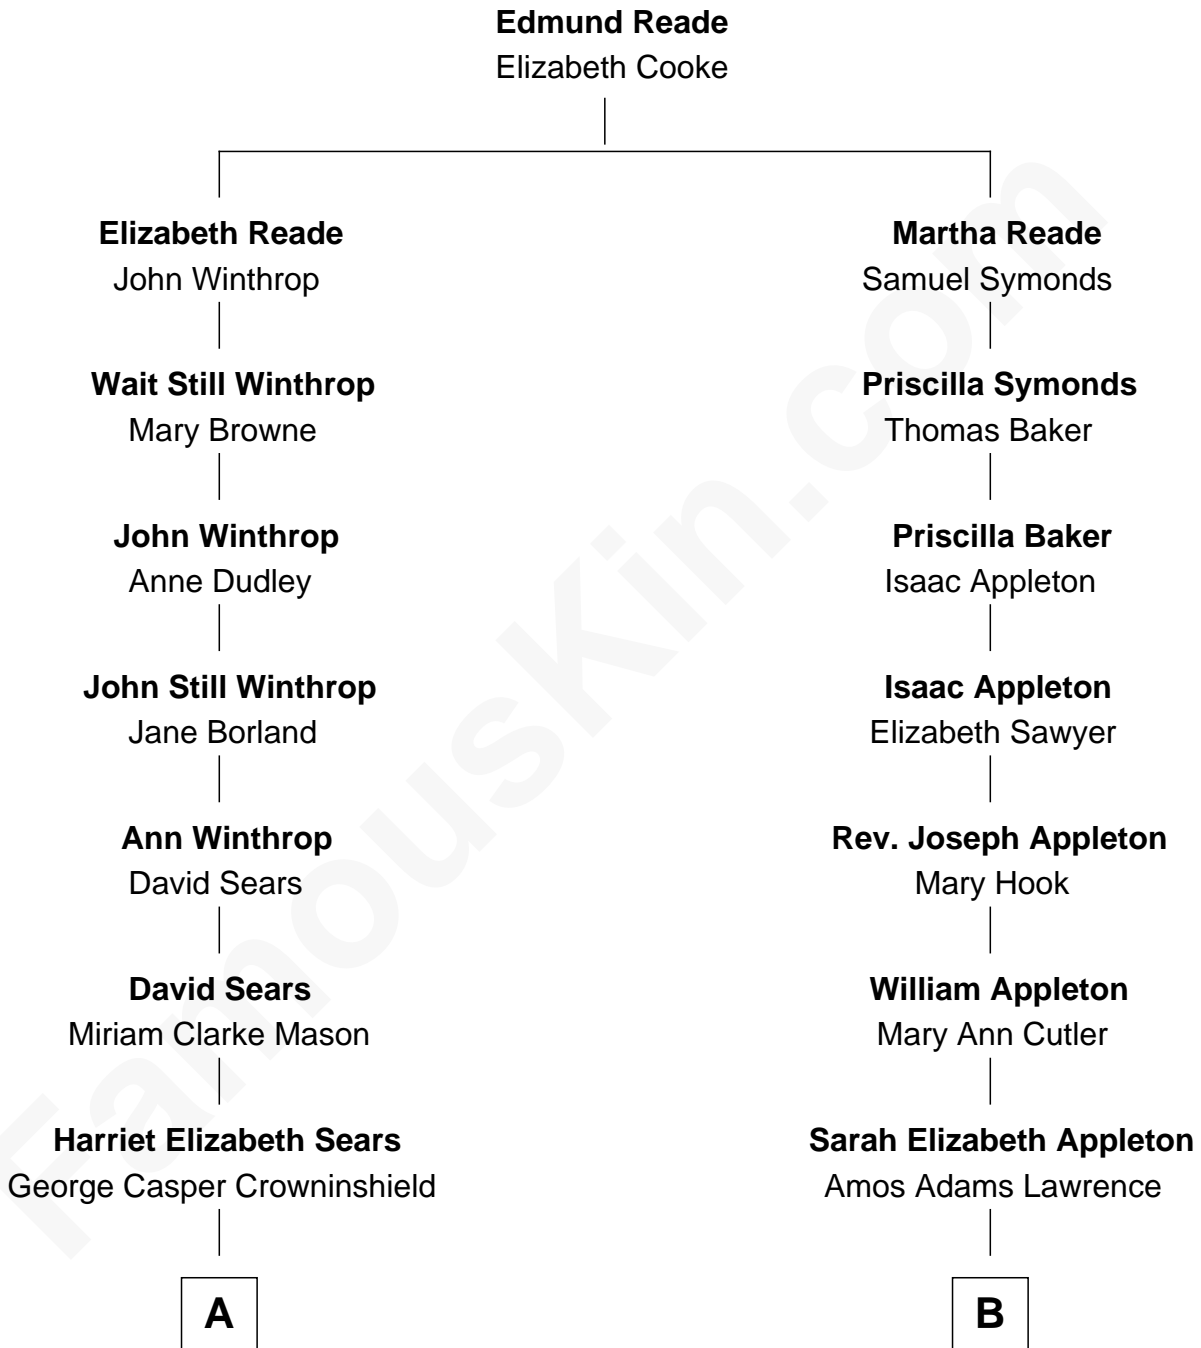 Edmund Reade
Elizabeth Cooke
Elizabeth Reade
John Winthrop
Martha Reade
Samuel Symonds
Wait Still Winthrop
Mary Browne
Priscilla Symonds
Thomas Baker
John Winthrop
Anne Dudley
Priscilla Baker
Isaac Appleton
John Still Winthrop
Jane Borland
Isaac Appleton
Elizabeth Sawyer
Ann Winthrop
David Sears
Rev. Joseph Appleton
Mary Hook
David Sears
Miriam Clarke Mason
William Appleton
Mary Ann Cutler
Harriet Elizabeth Sears
George Casper Crowninshield
Sarah Elizabeth Appleton
Amos Adams Lawrence
A
B
FamousKin.com